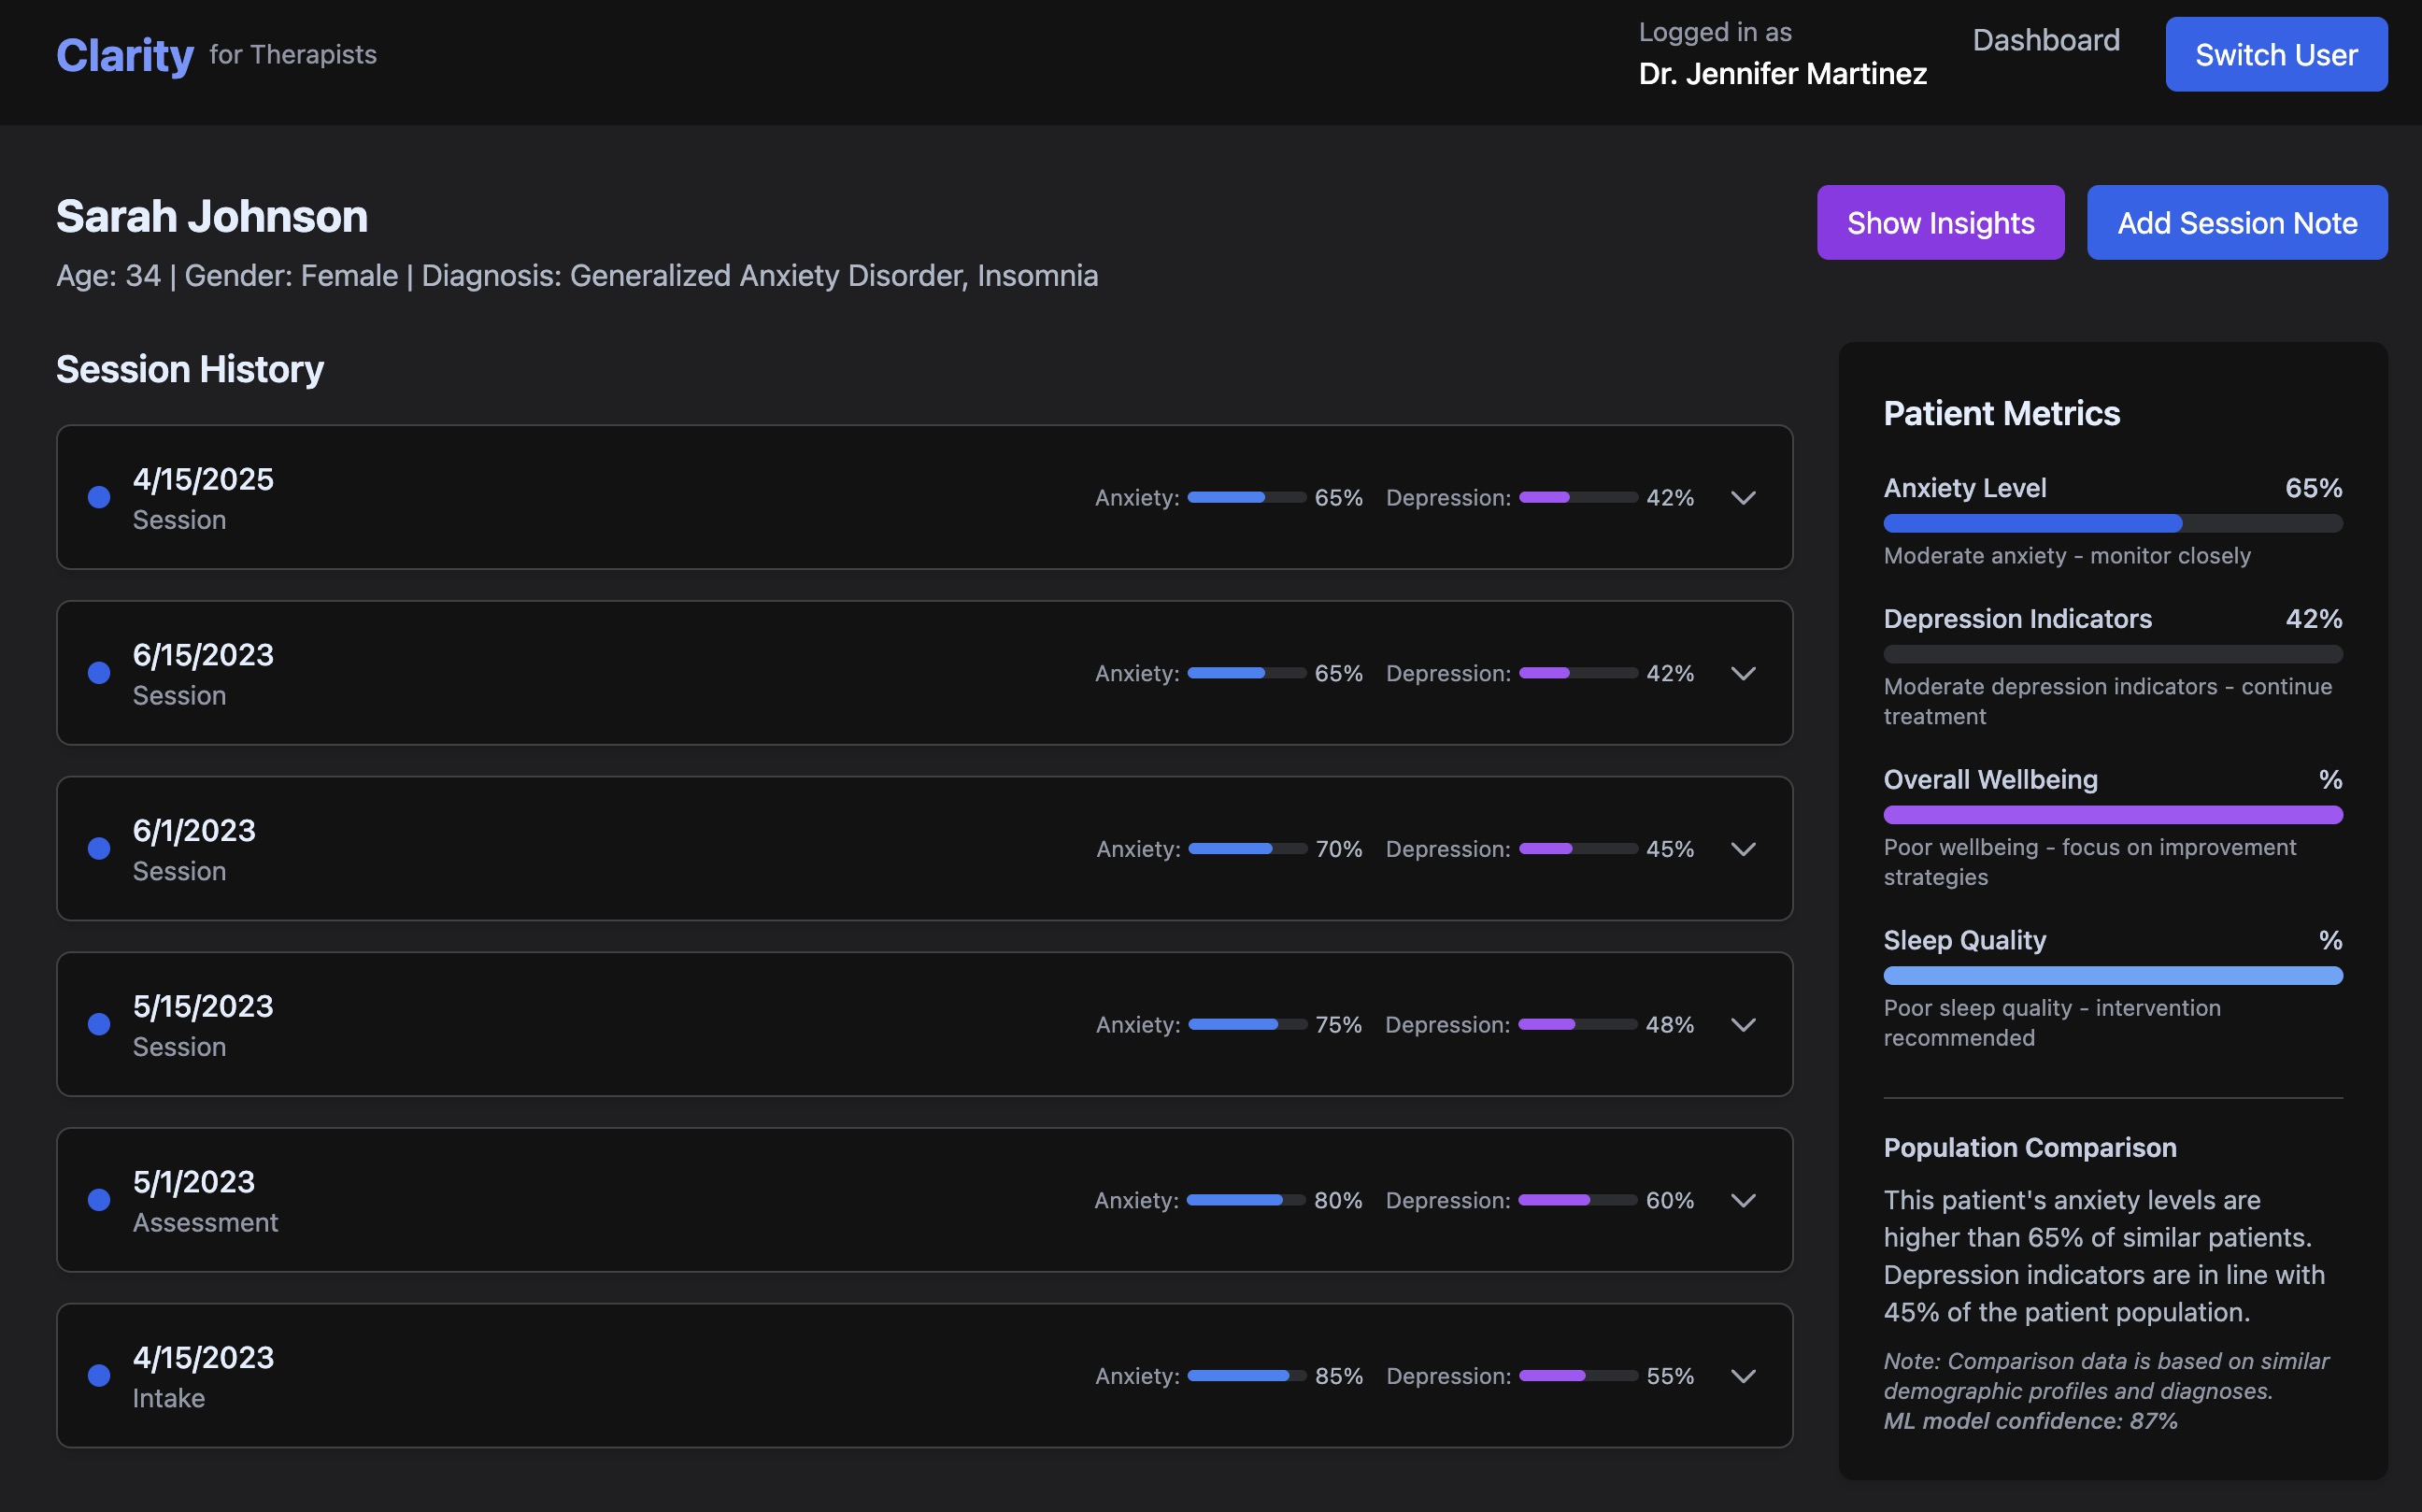 Clarity for Therapists
Logged in as
Dr. Jennifer Martinez
Dashboard
Switch User
Sarah Johnson
Age: 34 | Gender: Female | Diagnosis: Generalized Anxiety Disorder, Insomnia
Show Insights
Add Session Note
Session History
4/15/2025
Session
Anxiety: 65% Depression: 42%
6/15/2023
Session
Anxiety: 65% Depression: 42%
6/1/2023
Session
Anxiety: 70% Depression: 45%
5/15/2023
Session
Anxiety: 75% Depression: 48%
5/1/2023
Assessment
Anxiety: 80% Depression: 60%
4/15/2023
Intake
Anxiety: 85% Depression: 55%
Patient Metrics
Anxiety Level 65%
Moderate anxiety - monitor closely
Depression Indicators 42%
Moderate depression indicators - continue
treatment
Overall Wellbeing %
Poor wellbeing - focus on improvement
strategies
Sleep Quality %
Poor sleep quality - intervention
recommended
Population Comparison
This patient's anxiety levels are
higher than 65% of similar patients.
Depression indicators are in line with
45% of the patient population.
Note: Comparison data is based on similar
demographic profiles and diagnoses.
ML model confidence: 87%